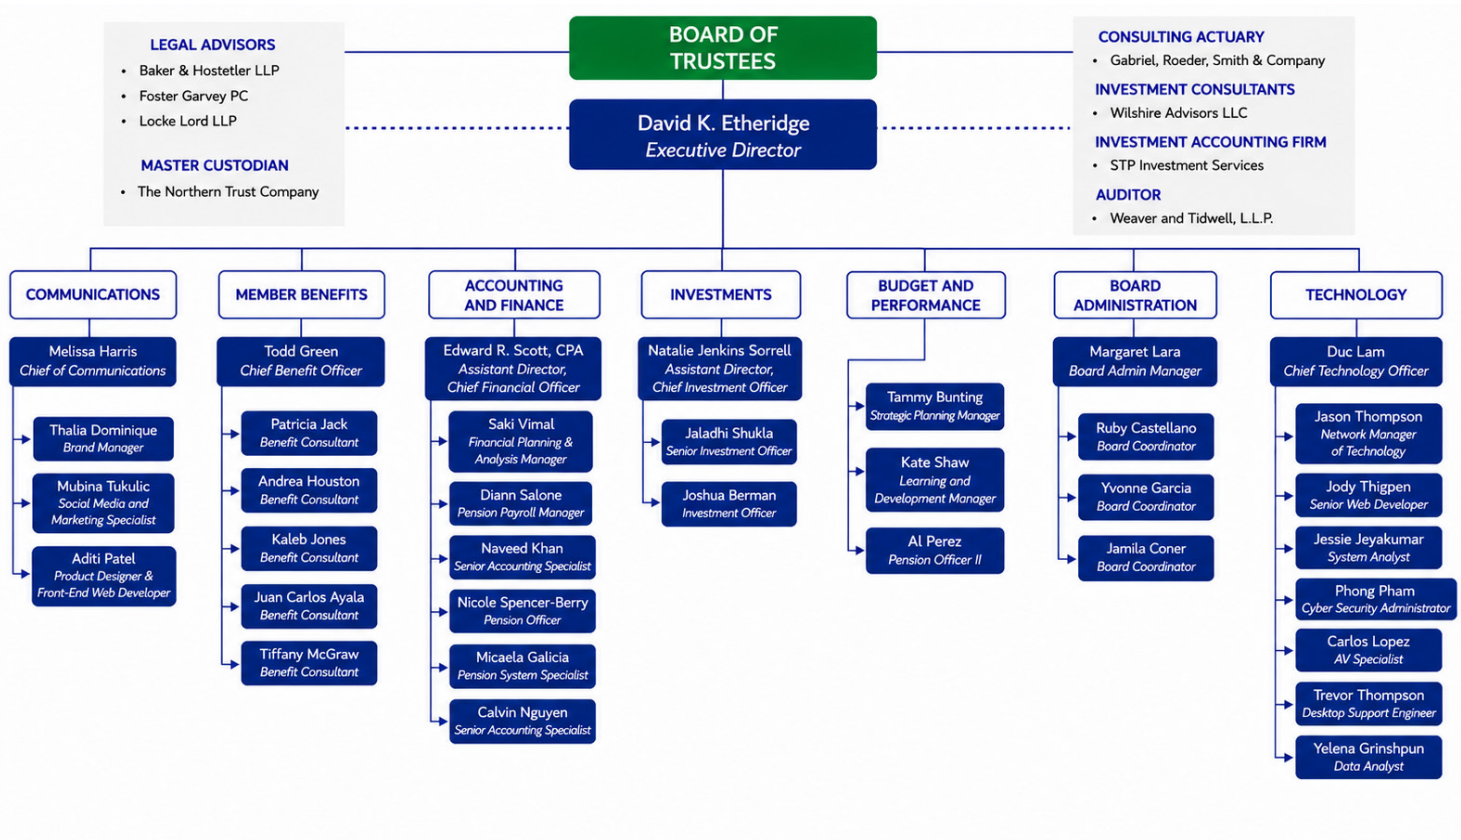 LEGAL ADVISORS
• Baker & Hostetler LLP
• Foster Garvey PC
• Locke Lord LLP
MASTER CUSTODIAN
• The Northern Trust Company
BOARD OF
TRUSTEES
David K. Etheridge
Executive Director
CONSULTING ACTUARY
• Gabriel, Roeder, Smith & Company
INVESTMENT CONSULTANTS
• Wilshire Advisors LLC
INVESTMENT ACCOUNTING FIRM
• STP Investment Services
AUDITOR
• Weaver and Tidwell, L.L.P.
COMMUNICATIONS
Melissa Harris
Chief of Communications
Thalia Dominique
Brand Manager
Mubina Tukulic
Social Media and
Marketing Specialist
Aditi Patel
Product Designer &
Front-End Web Developer
MEMBER BENEFITS
Todd Green
Chief Benefit Officer
Patricia Jack
Benefit Consultant
Andrea Houston
Benefit Consultant
Kaleb Jones
Benefit Consultant
Juan Carlos Ayala
Benefit Consultant
Tiffany McGraw
Benefit Consultant
ACCOUNTING
AND FINANCE
Edward R. Scott, CPA
Assistant Director,
Chief Financial Officer
Saki Vimal
Financial Planning &
Analysis Manager
Diann Salone
Pension Payroll Manager
Naveed Khan
Senior Accounting Specialist
Nicole Spencer-Berry
Pension Officer
Micaela Galicia
Pension System Specialist
Calvin Nguyen
Senior Accounting Specialist
INVESTMENTS
Natalie Jenkins Sorrell
Assistant Director,
Chief Investment Officer
Jaladhi Shukla
Senior Investment Officer
Joshua Berman
Investment Officer
BUDGET AND
PERFORMANCE
Tammy Bunting
Strategic Planning Manager
Kate Shaw
Learning and
Development Manager
Al Perez
Pension Officer II
BOARD
ADMINISTRATION
Margaret Lara
Board Admin Manager
Ruby Castellano
Board Coordinator
Yvonne Garcia
Board Coordinator
Jamila Coner
Board Coordinator
TECHNOLOGY
Duc Lam
Chief Technology Officer
Jason Thompson
Network Manager
of Technology
Jody Thigpen
Senior Web Developer
Jessie Jeyakumar
System Analyst
Phong Pham
Cyber Security Administrator
Carlos Lopez
AV Specialist
Trevor Thompson
Desktop Support Engineer
Yelena Grinshpun
Data Analyst